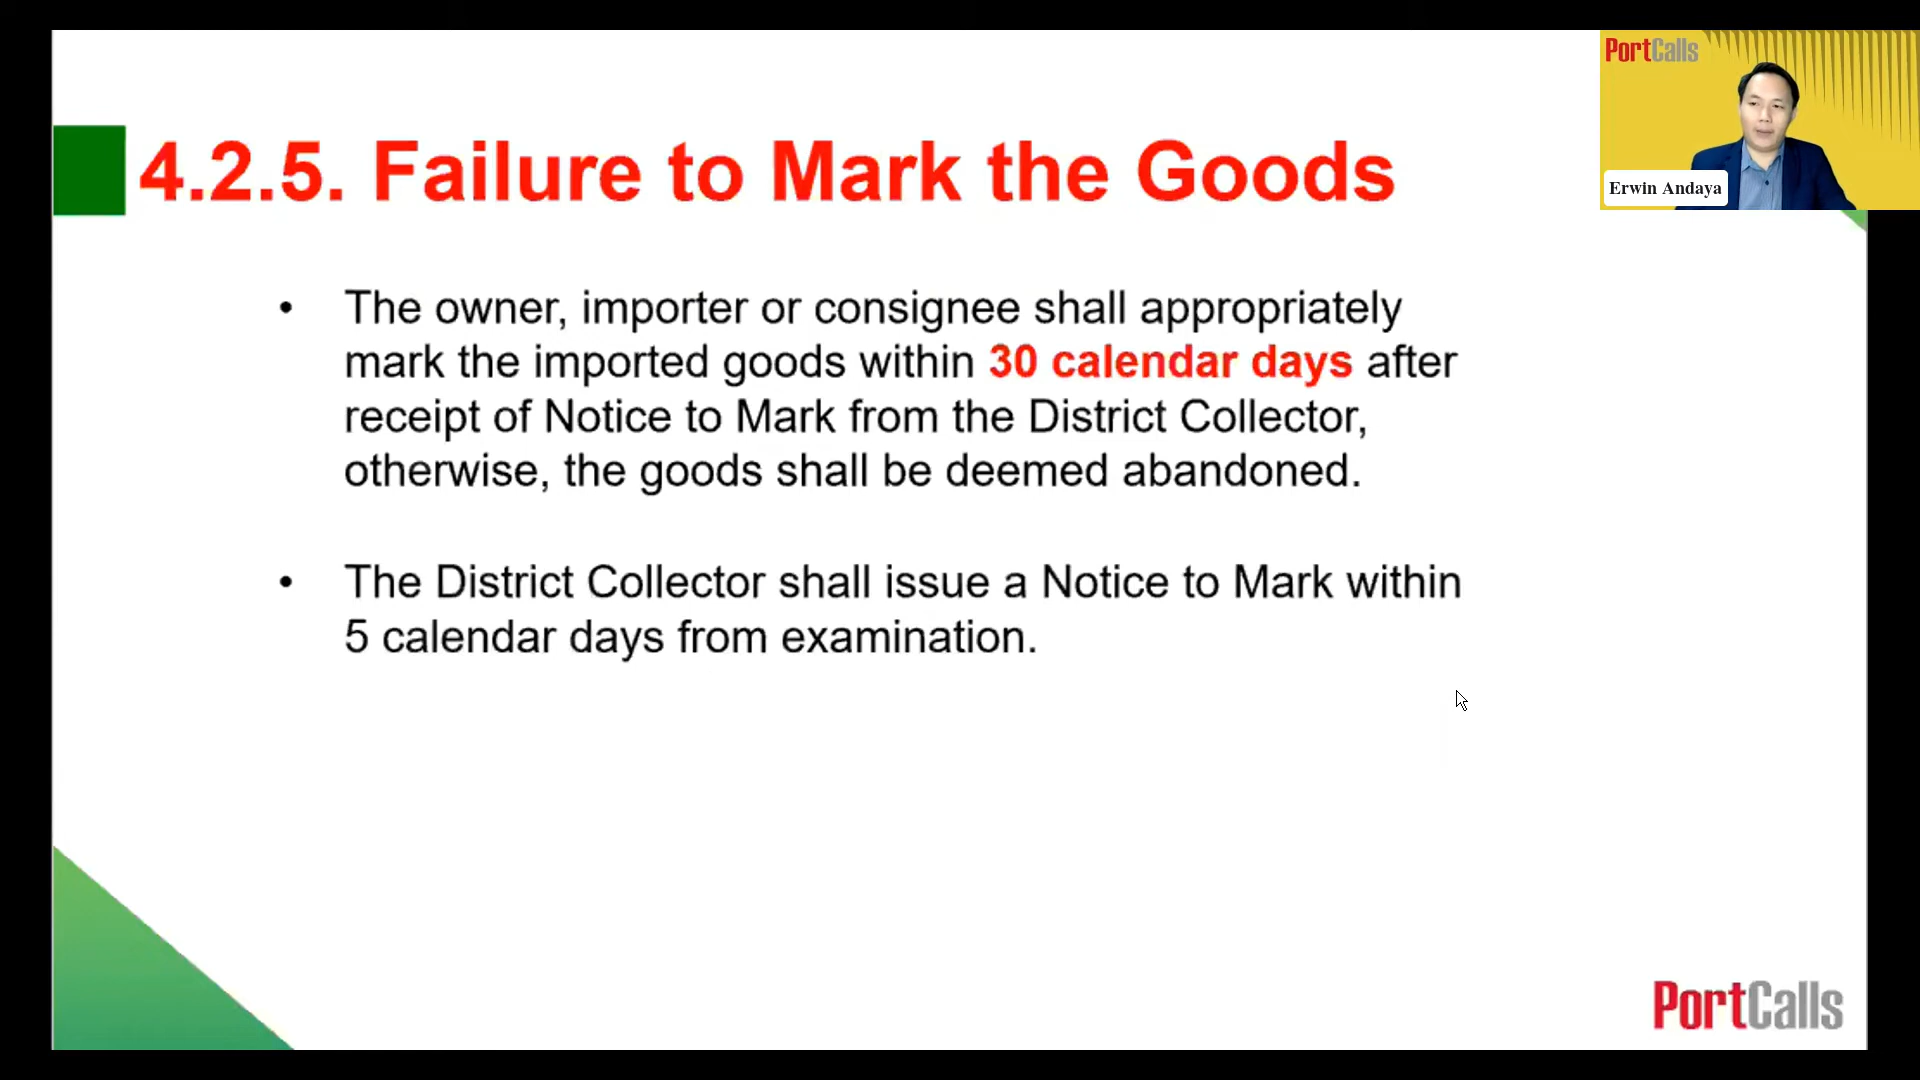 PortCalls
Erwin Andaya
4.2.5. Failure to Mark the Goods
• The owner, importer or consignee shall appropriately
mark the imported goods within 30 calendar days after
receipt of Notice to Mark from the District Collector,
otherwise, the goods shall be deemed abandoned.
• The District Collector shall issue a Notice to Mark within
5 calendar days from examination.
PortCalls